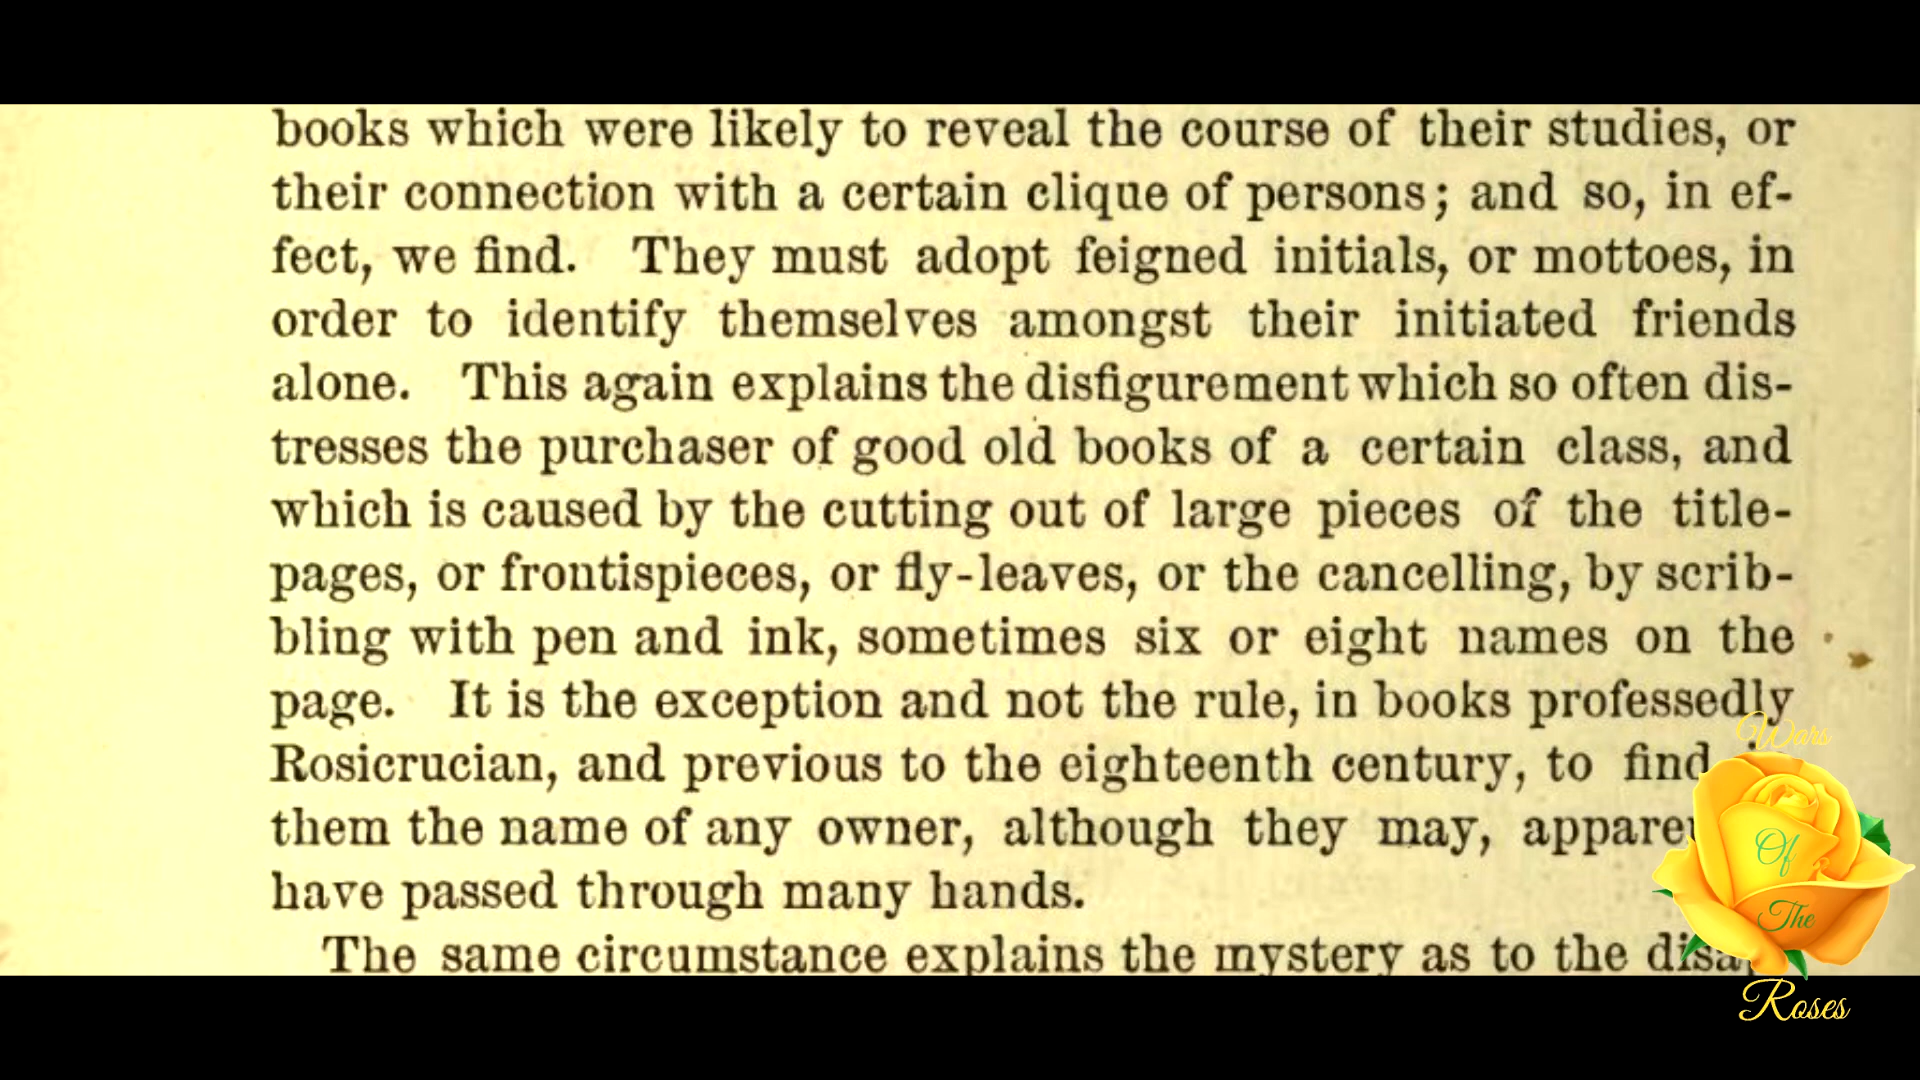 books which were likely to reveal the course of their studies, or
their connection with a certain clique of persons; and so, in ef-
fect, we find. They must adopt feigned initials, or mottoes, in
order to identify themselves amongst their initiated friends
alone. This again explains the disfigurement which so often dis-
tresses the purchaser of good old books of a certain class, and
which is caused by the cutting out of large pieces of the title-
pages, or frontispieces, or fly-leaves, or the cancelling, by scrib-
bling with pen and ink, sometimes six or eight names on the
page. It is the exception and not the rule, in books professedly
Rosicrucian, and previous to the eighteenth century, to find
them the name of any owner, although they may,
have passed through many hands.
The same circumstance explains the mystery as to the
Wars
Of
The
Roses